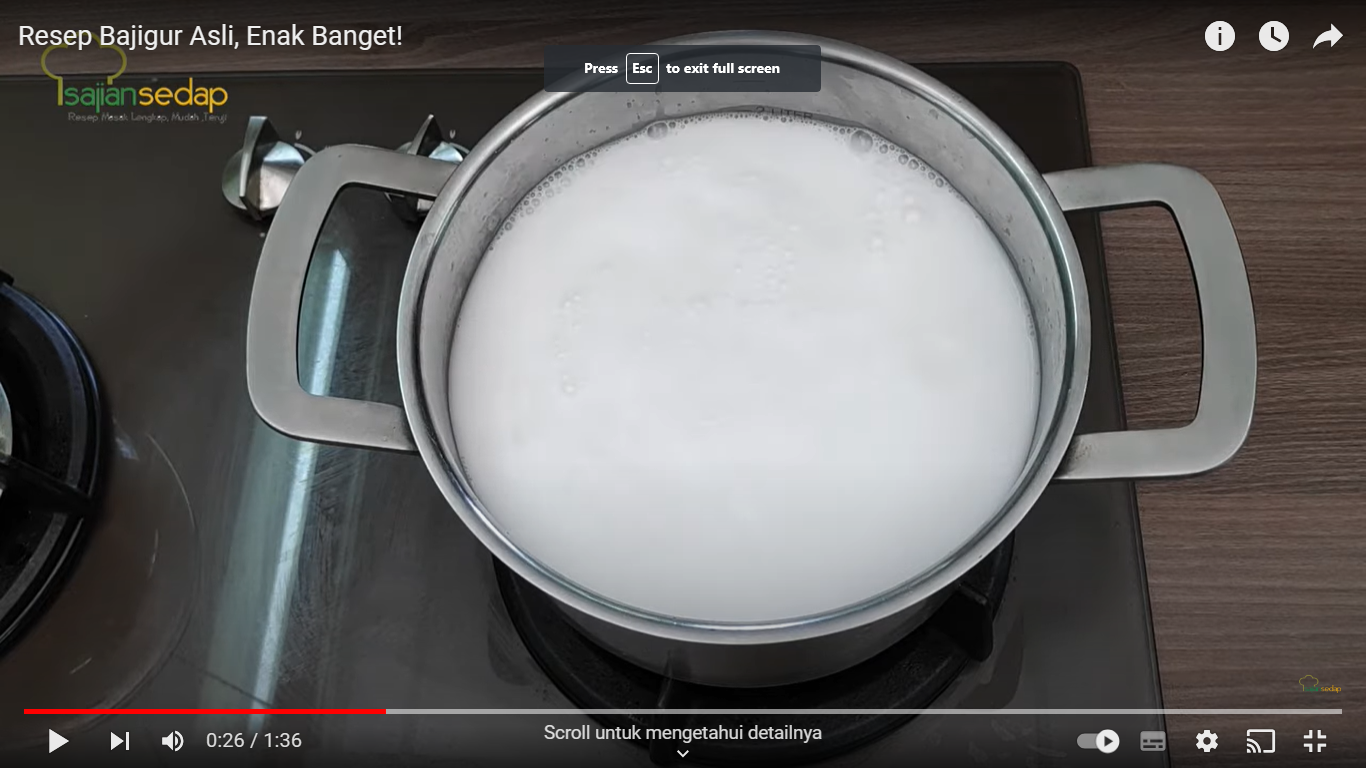 Resep Bajigur Asli, Enak Banget!
Press Esc to exit full screen
sajiansedap
Resep Masak Lengkap, Mudah ,Teruji
sedap
0:26 / 1:36
Scroll untuk mengetahui detailnya